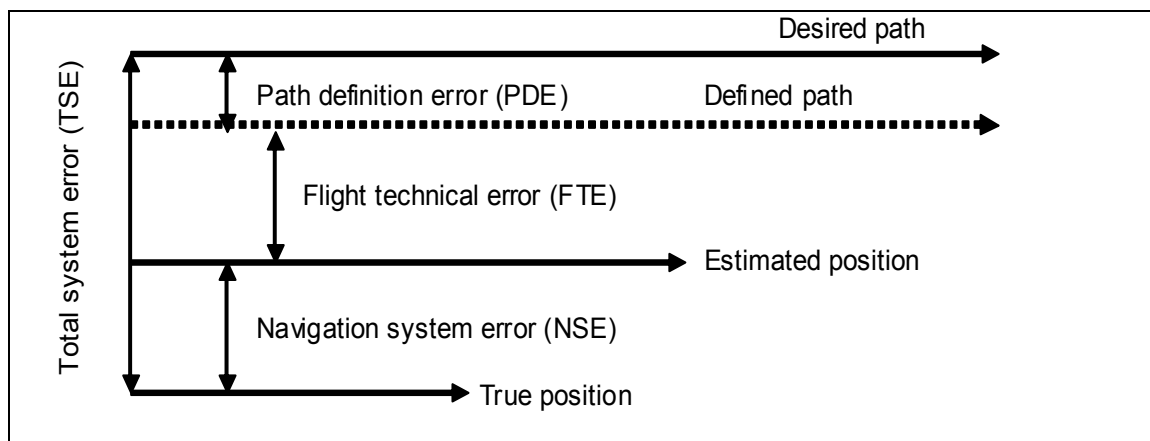 Desired path
Path definition error (PDE)
Defined path
Total system error (TSE)
Flight technical error (FTE)
Estimated position
Navigation system error (NSE)
True position